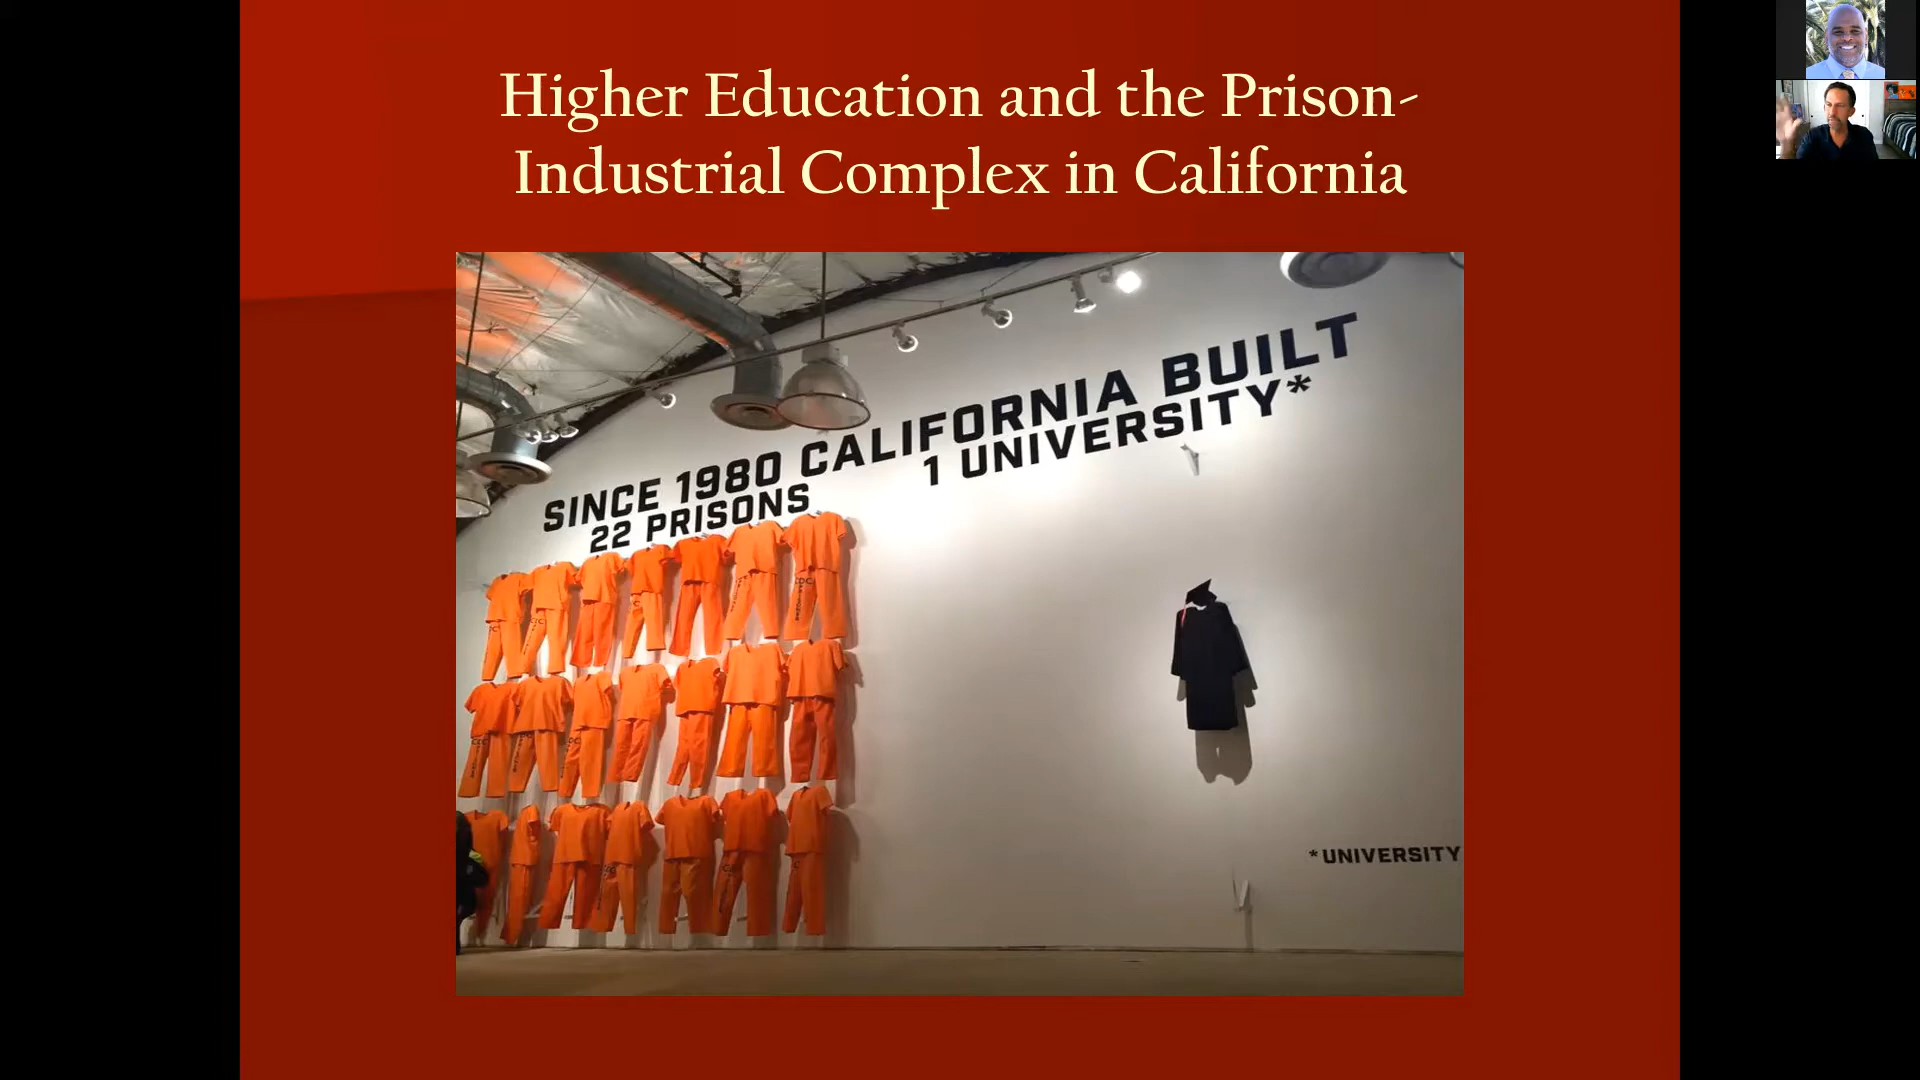 Higher Education and the Prison-
Industrial Complex in California
SINCE 1980 CALIFORNIA BUILT
22 PRISONS
1 UNIVERSITY*
*UNIVERSITY